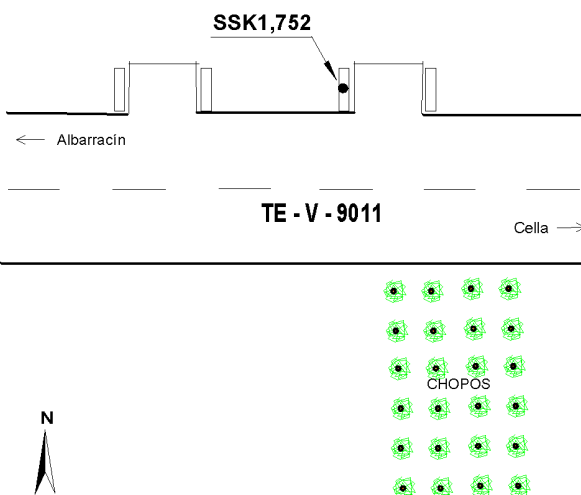 SSK1,752
Albarracín
TE - V - 9011
Cella
CHOPOS
N